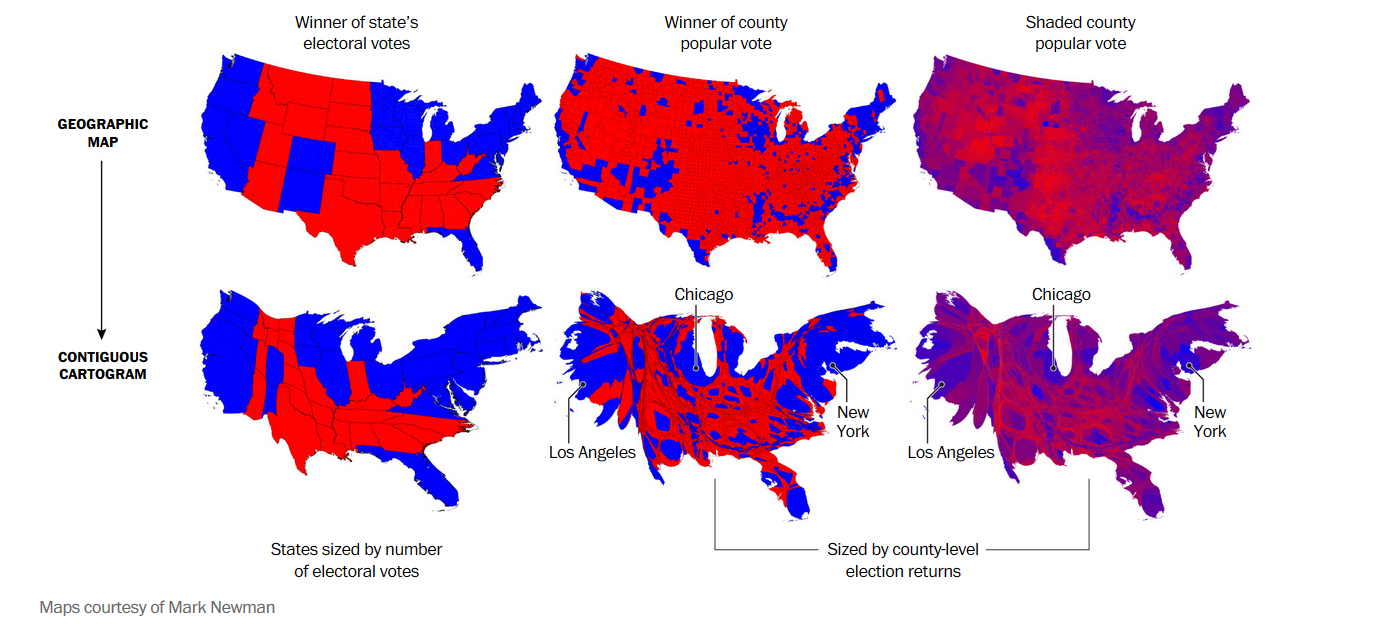 Winner of state’s
electoral votes
Winner of county
popular vote
Shaded county
popular vote
GEOGRAPHIC
MAP
CONTIGUOUS
CARTOGRAM
Chicago
Chicago
New
York
New
York
Los Angeles
Los Angeles
States sized by number
of electoral votes
Sized by county-level
election returns
Maps courtesy of Mark Newman